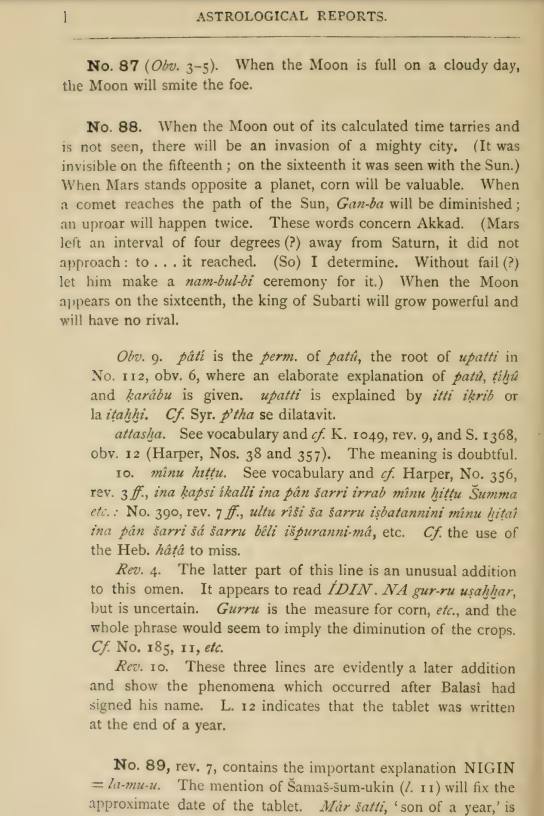 l ASTROLOGICAL REPORTS.
No. 87 (Obv. 3-5). When the Moon is full on a cloudy day,
the Moon will smite the foe.
No. 88. When the Moon out of its calculated time tarries and
is not seen, there will be an invasion of a mighty city. (It was
invisible on the fifteenth ; on the sixteenth it was seen with the Sun.)
When Mars stands opposite a planet, corn will be valuable. When
a comet reaches the path of the Sun, Gan-ba will be diminished ;
an uproar will happen twice. These words concern Akkad. (Mars
left an interval of four degrees (?) away from Saturn, it did not
approach : to . . . it reached. (So) I determine. Without fail (?)
let him make a nam-bul-bi ceremony for it.) When the Moon
appears on the sixteenth, the king of Subarti will grow powerful and
will have no rival.
Obv. 9. pâti is the perm. of patû, the root of upatti in
No. 112, obv. 6, where an elaborate explanation of patû, ṭiḫû
and ḳarâbu is given. upatti is explained by itti iḳrib or
la iṭaḫḫi. Cf. Syr. p'tha se dilatavit.
attasḫa. See vocabulary and cf. K. 1049, rev. 9, and S. 1368,
obv. 12 (Harper, Nos. 38 and 357). The meaning is doubtful.
10. mînu ḫiṭṭu. See vocabulary and cf. Harper, No. 356,
rev. 3 ff., ina ḳapsi îkalli ina pân šarri irrab mînu ḫiṭṭu Šumma
etc. : No. 390, rev. 7 ff., ultu rîši ša šarru iṣbatannini mînu ḫiṭaî
ina pân šarri šá šarru bêli išpuranni-mâ, etc. Cf. the use of
the Heb. ḥâṭâ to miss.
Rev. 4. The latter part of this line is an unusual addition
to this omen. It appears to read ÍDIN . NA gur-ru uṣaḫḫar,
but is uncertain. Gurru is the measure for corn, etc., and the
whole phrase would seem to imply the diminution of the crops.
Cf. No. 185, 11, etc.
Rev. 10. These three lines are evidently a later addition
and show the phenomena which occurred after Balasî had
signed his name. L. 12 indicates that the tablet was written
at the end of a year.
No. 89, rev. 7, contains the important explanation NIGIN
= la-mu-u. The mention of Šamaš-šum-ukin (l. 11) will fix the
approximate date of the tablet. Már šatti, ‘son of a year,’ is